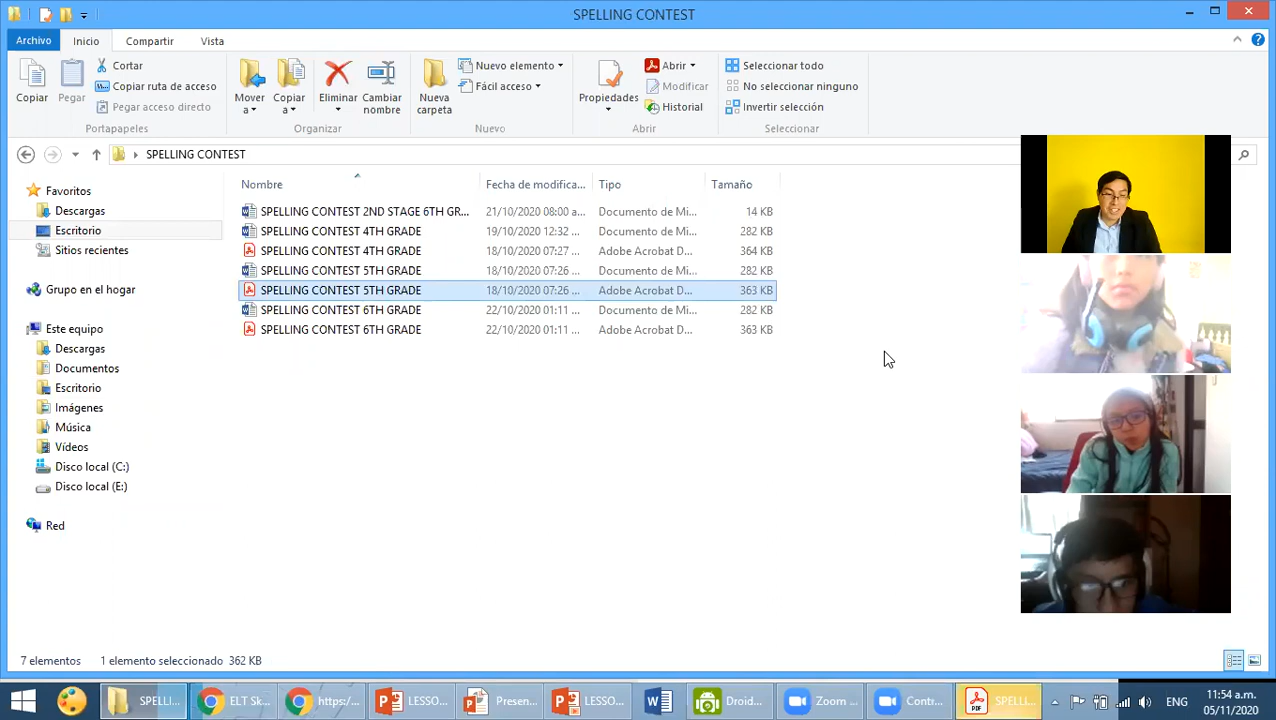 SPELLING CONTEST
Archivo Inicio Compartir Vista
Copiar Pegar Cortar Copiar ruta de acceso Pegar acceso directo
Mover a Copiar a Eliminar Cambiar nombre Nueva carpeta
Nuevo elemento Fácil acceso
Propiedades Abrir Modificar Historial
Seleccionar todo No seleccionar ninguno Invertir selección
Portapapeles Organizar Nuevo Abrir Seleccionar
SPELLING CONTEST
Nombre Fecha de modifica... Tipo Tamaño
SPELLING CONTEST 2ND STAGE 6TH GR... 21/10/2020 08:00 a... Documento de Mi... 14 KB
SPELLING CONTEST 4TH GRADE 19/10/2020 12:32 ... Documento de Mi... 282 KB
SPELLING CONTEST 4TH GRADE 18/10/2020 07:27 ... Adobe Acrobat D... 364 KB
SPELLING CONTEST 5TH GRADE 18/10/2020 07:26 ... Documento de Mi... 282 KB
SPELLING CONTEST 5TH GRADE 18/10/2020 07:26 ... Adobe Acrobat D... 363 KB
SPELLING CONTEST 6TH GRADE 22/10/2020 01:11 ... Documento de Mi... 282 KB
SPELLING CONTEST 6TH GRADE 22/10/2020 01:11 ... Adobe Acrobat D... 363 KB
Favoritos
Descargas
Escritorio
Sitios recientes
Grupo en el hogar
Este equipo
Descargas
Documentos
Escritorio
Imágenes
Música
Vídeos
Disco local (C:)
Disco local (E:)
Red
7 elementos 1 elemento seleccionado 362 KB
SPELLI... ELT Sk... https:/... LESSO... Presen... LESSO... Droid... Zoom ... Contr... SPELLI... ENG 11:54 a.m.
05/11/2020